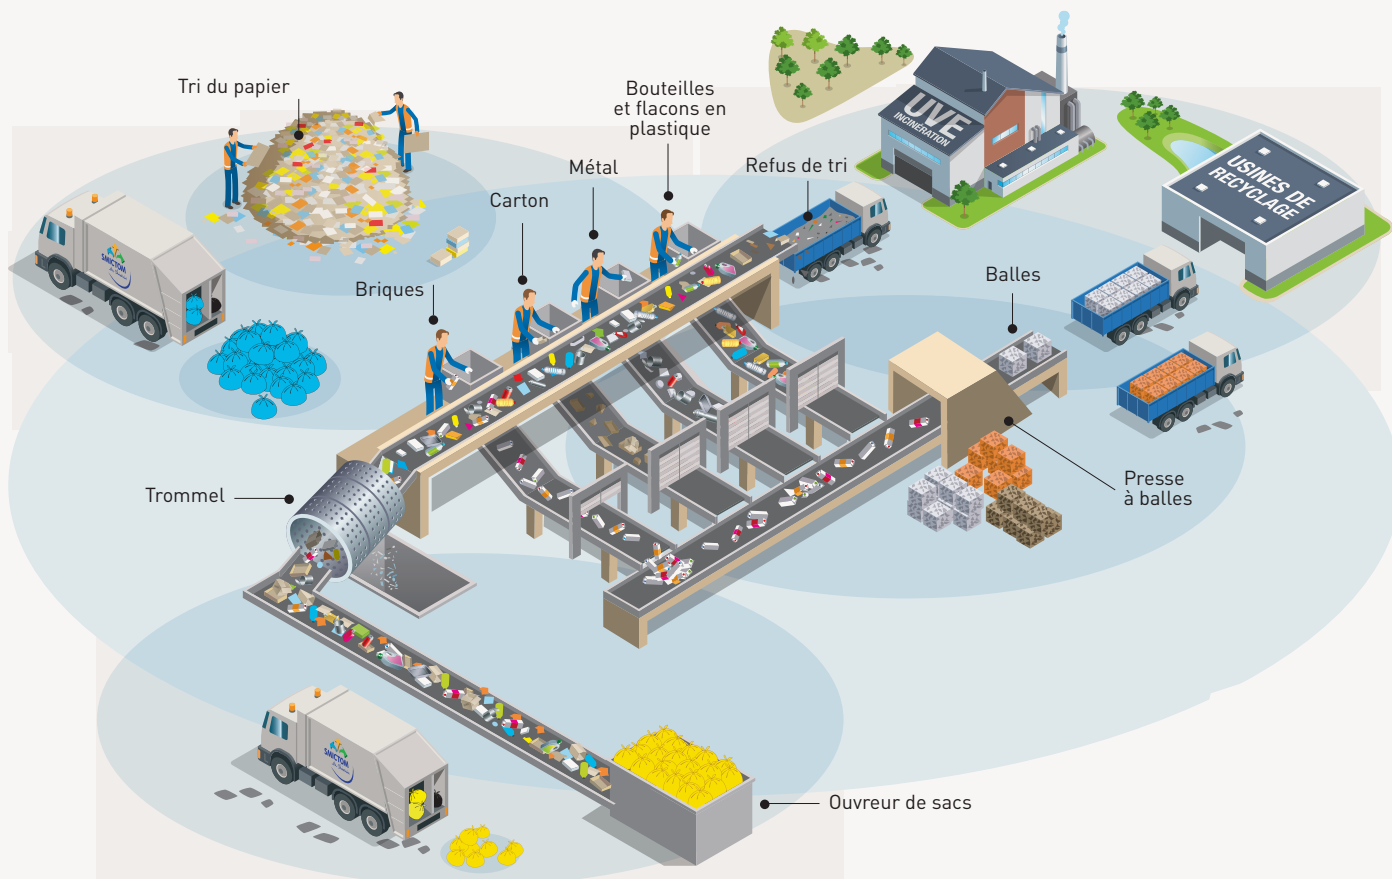 Tri du papier
Bouteilles
et flacons en
plastique
Métal
Refus de tri
Carton
Briques
UVE
INCINÉRATION
USINES DE
RECYCLAGE
Balles
SMICTOM
Trommel
Presse
à balles
SMICTOM
Ouvreur de sacs